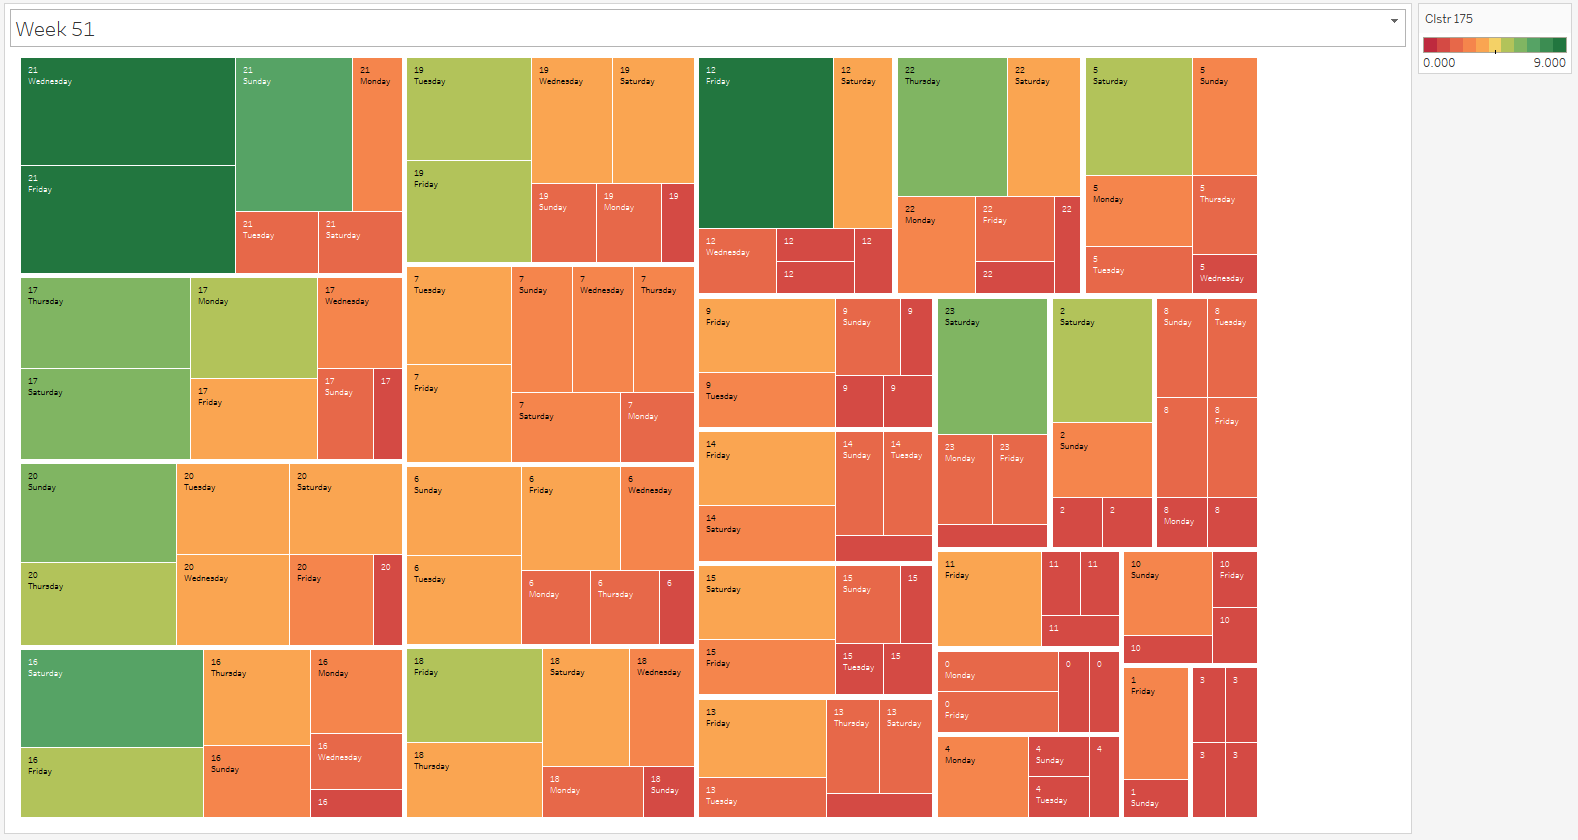 Week 51
Clstr 175
0.000 9.000
21
Wednesday
21
Sunday
21
Monday
21
Friday
21
Tuesday
21
Saturday
17
Thursday
17
Monday
17
Wednesday
17
Saturday
17
Friday
17
Sunday
17
20
Sunday
20
Tuesday
20
Saturday
20
Thursday
20
Wednesday
20
Friday
20
16
Saturday
16
Thursday
16
Monday
16
Friday
16
Sunday
16
Wednesday
16
19
Tuesday
19
Wednesday
19
Saturday
19
Friday
19
Sunday
19
Monday
19
7
Tuesday
7
Sunday
7
Wednesday
7
Thursday
7
Friday
7
Saturday
7
Monday
6
Sunday
6
Friday
6
Wednesday
6
Tuesday
6
Monday
6
Thursday
6
18
Friday
18
Saturday
18
Wednesday
18
Thursday
18
Monday
18
Sunday
12
Friday
12
Saturday
12
Wednesday
12
12
12
22
Thursday
22
Saturday
22
Monday
22
Friday
22
22
5
Saturday
5
Sunday
5
Monday
5
Thursday
5
Tuesday
5
Wednesday
9
Friday
9
Sunday
9
9
Tuesday
9
9
14
Friday
14
Sunday
14
Tuesday
14
Saturday
15
Saturday
15
Sunday
15
15
Friday
15
Tuesday
15
13
Friday
13
Thursday
13
Saturday
13
Tuesday
23
Saturday
23
Monday
23
Friday
2
Saturday
2
Sunday
2
2
8
Sunday
8
Tuesday
8
8
Friday
8
Monday
8
11
Friday
11
11
11
10
Sunday
10
Friday
10
10
0
Monday
0
Friday
0
0
4
Monday
4
Sunday
4
Tuesday
4
1
Friday
1
Sunday
3
3
3
3